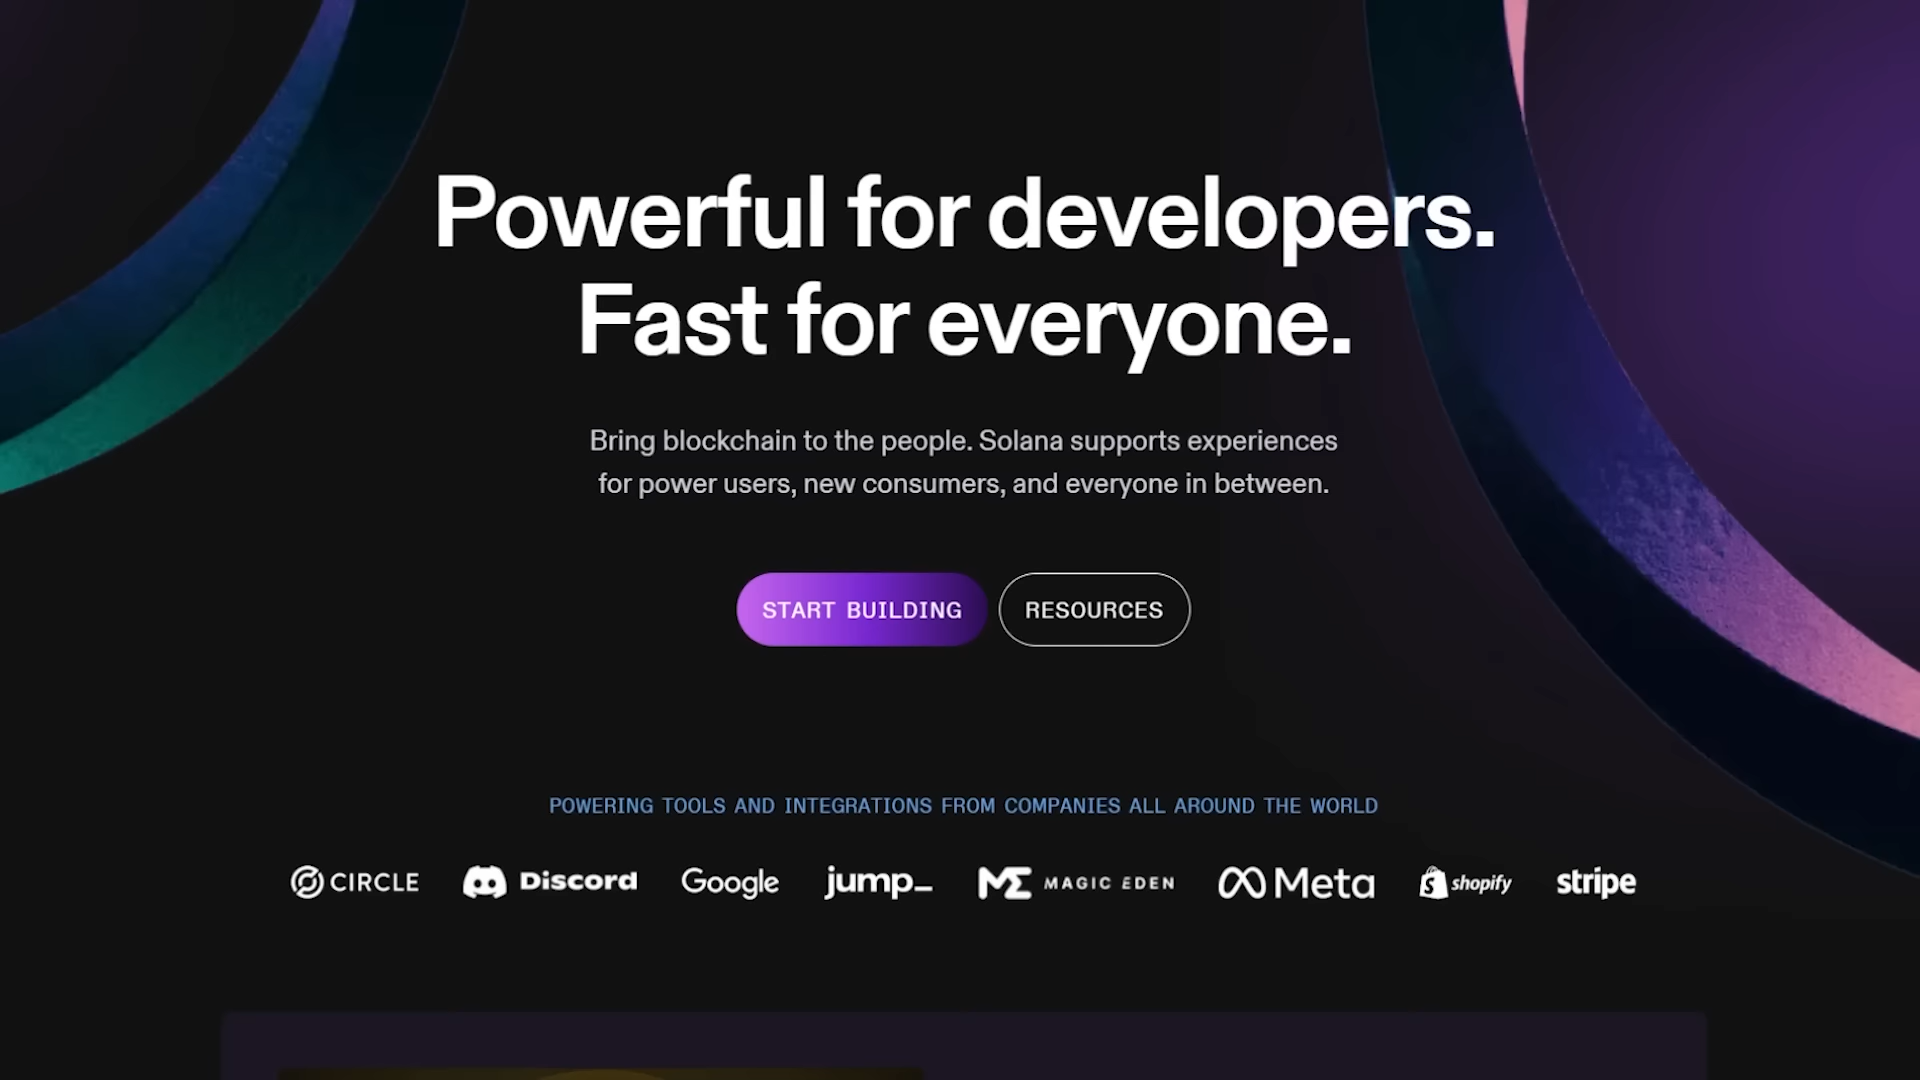 Powerful for developers.
Fast for everyone.
Bring blockchain to the people. Solana supports experiences
for power users, new consumers, and everyone in between.
START BUILDING RESOURCES
POWERING TOOLS AND INTEGRATIONS FROM COMPANIES ALL AROUND THE WORLD
CIRCLE Discord Google jump_ ME MAGIC EDEN Meta shopify stripe